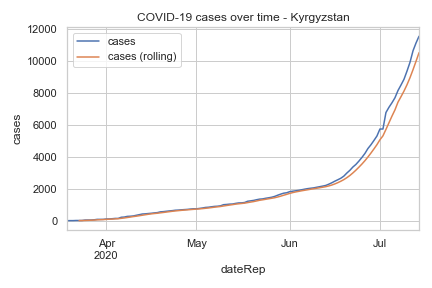 COVID-19 cases over time - Kyrgyzstan
cases
cases (rolling)
12000
10000
8000
6000
4000
2000
0
cases
Apr
2020
May
Jun
Jul
dateRep